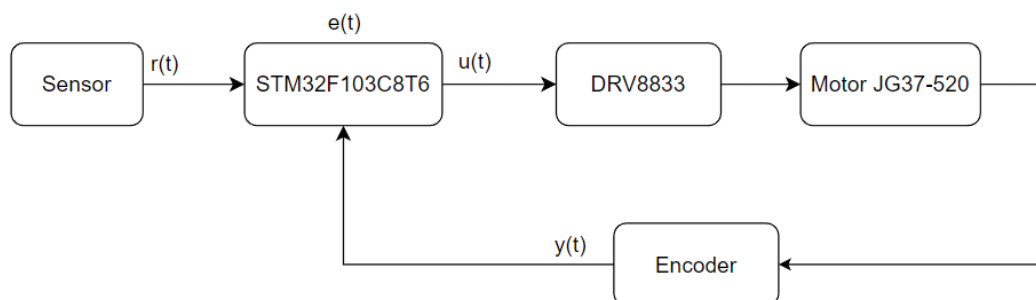 e(t)
Sensor
r(t)
STM32F103C8T6
u(t)
DRV8833
Motor JG37-520
y(t)
Encoder